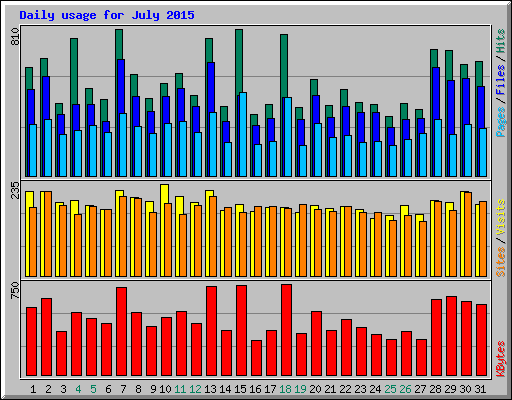 Daily usage for July 2015
810
235
750
Pages / Files / Hits
Sites / Visits
KBytes
1 2 3 4 5 6 7 8 9 10 11 12 13 14 15 16 17 18 19 20 21 22 23 24 25 26 27 28 29 30 31